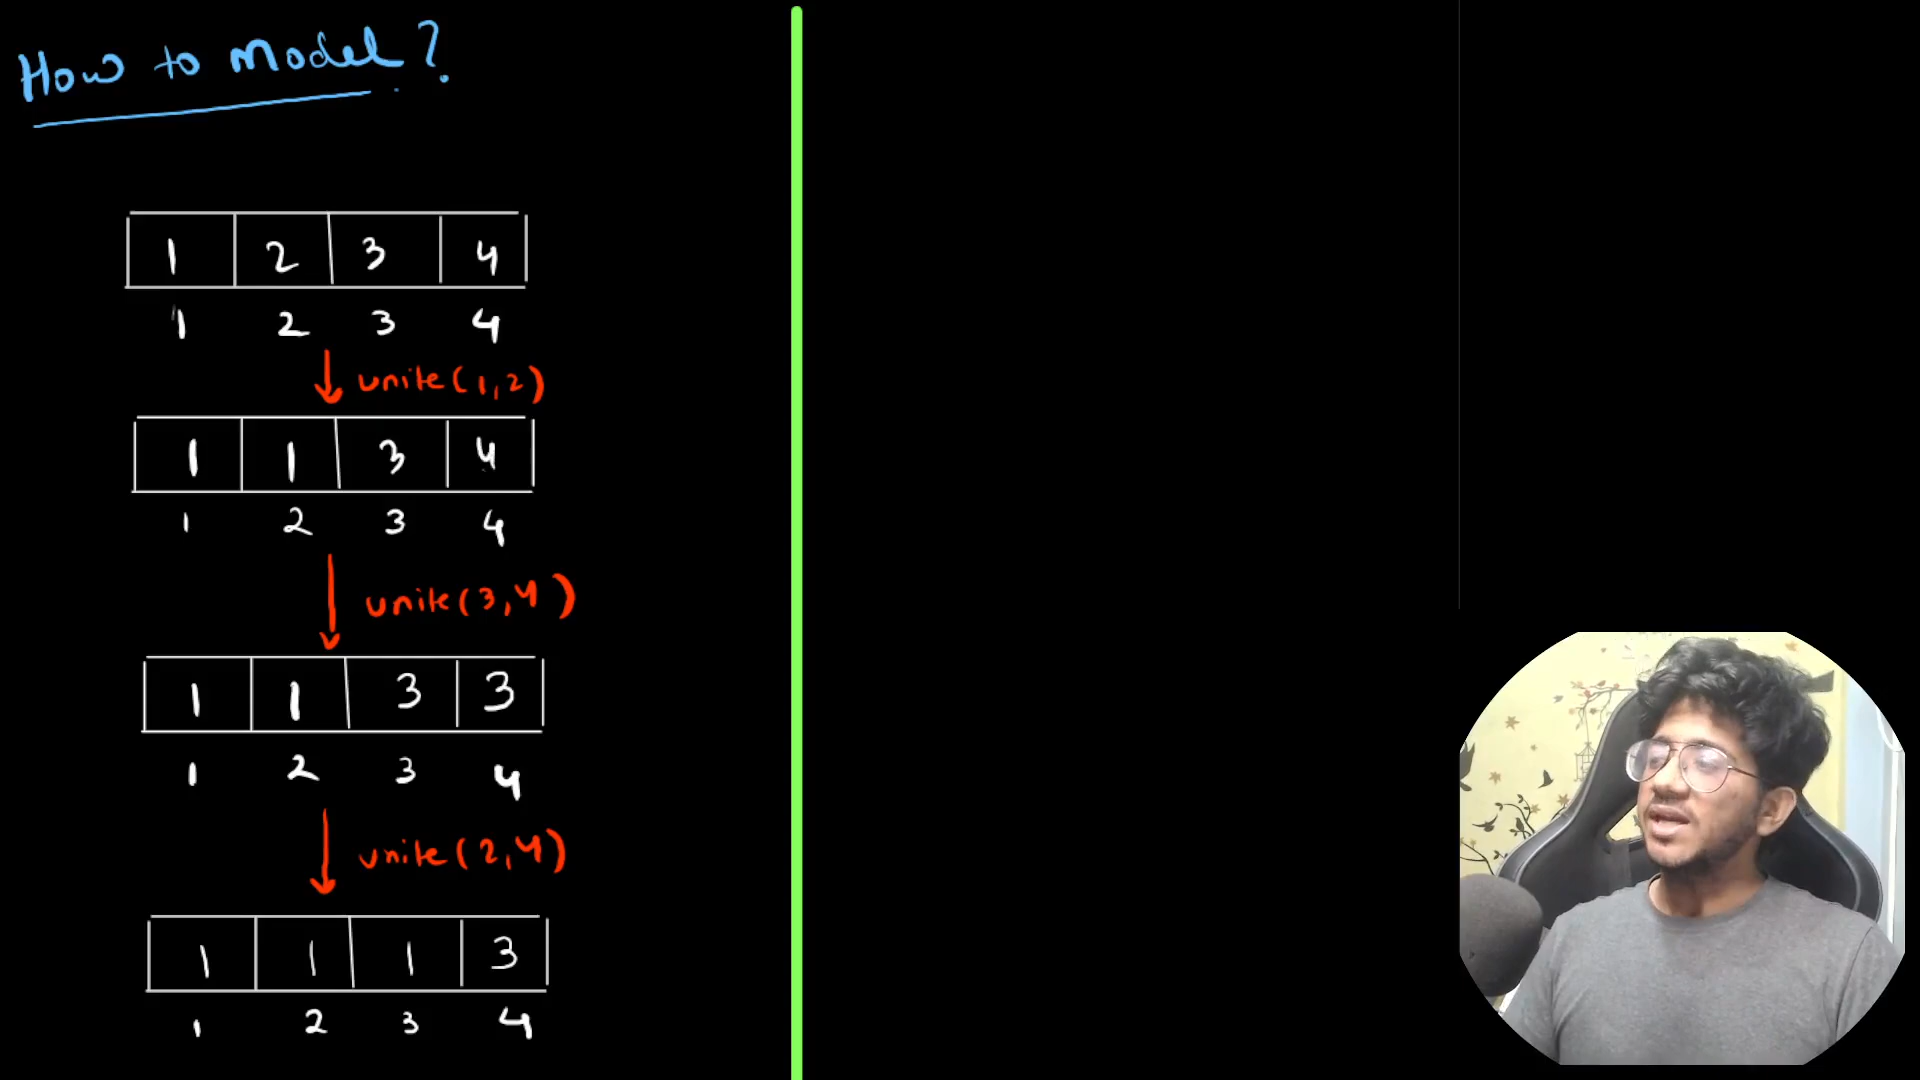 How to Model?
1 2 3 4
1 2 3 4
unite(1,2)
1 1 3 4
1 2 3 4
unite(3,4)
1 1 3 3
1 2 3 4
unite(2,4)
1 1 1 3
1 2 3 4